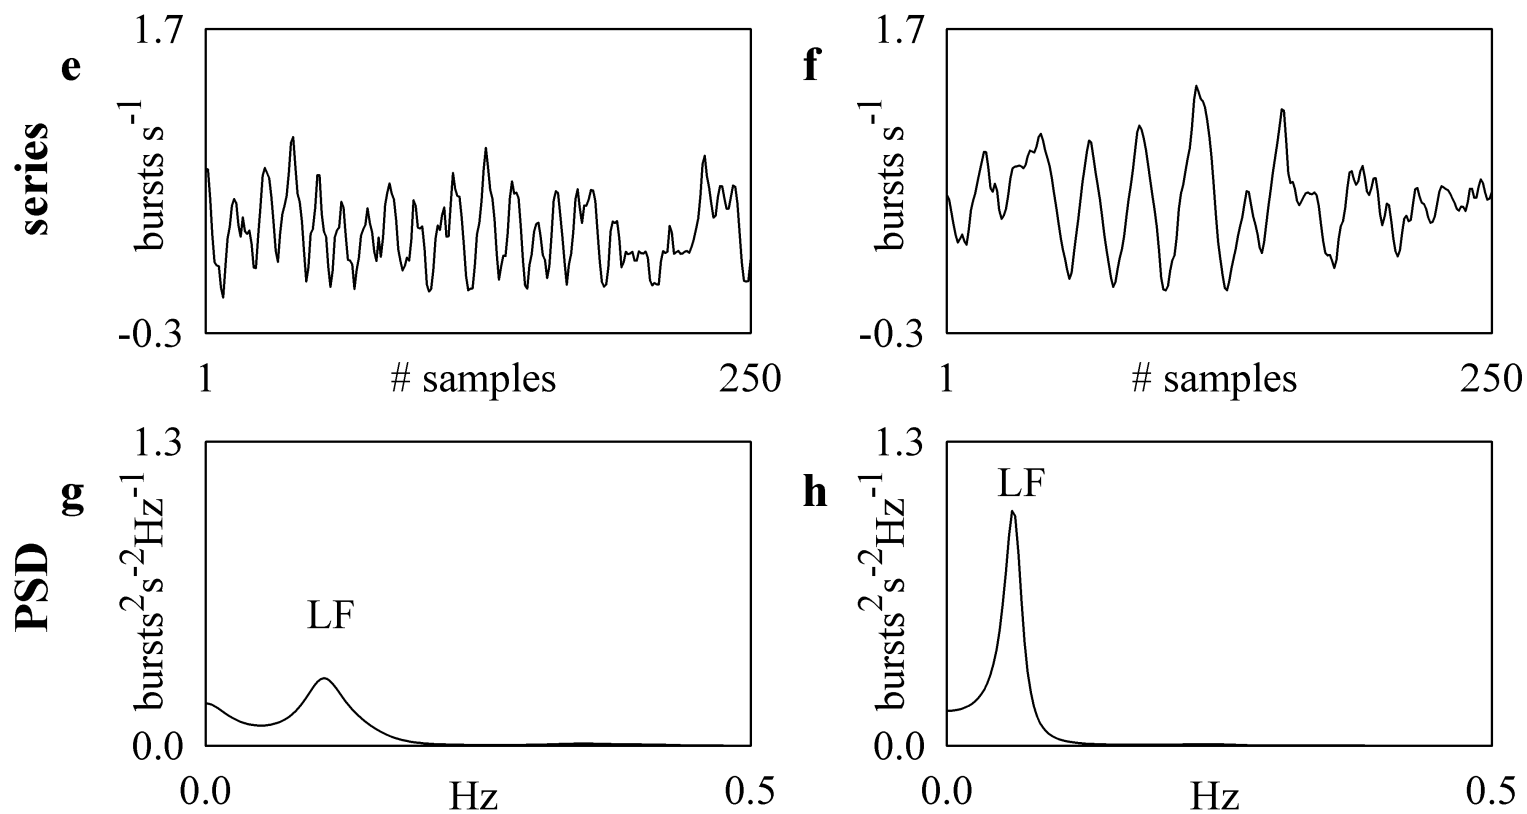 e
f
series
1.7
bursts s-1
-0.3
1
# samples
250
1.7
bursts s-1
-0.3
1
# samples
250
g
h
PSD
1.3
bursts2s-2Hz-1
LF
0.0
0.0
Hz
0.5
1.3
bursts2s-2Hz-1
LF
0.0
0.0
Hz
0.5